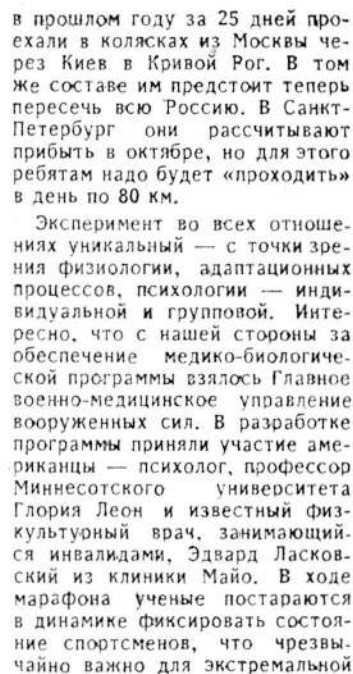 в прошлом году за 25 дней про-
ехали в колясках из Москвы че-
рез Киев в Кривой Рог. В том
же составе им предстоит теперь
пересечь всю Россию. В Санкт-
Петербург они рассчитывают
прибыть в октябре, но для этого
ребятам надо будет «проходить»
в день по 80 км.
Эксперимент во всех отноше-
ниях уникальный — с точки зре-
ния физиологии, адаптационных
процессов, психологии — инди-
видуальной и групповой. Инте-
ресно, что с нашей стороны за
обеспечение медико-биологиче-
ской программы взялось Главное
военно-медицинское управление
вооруженных сил. В разработке
программы приняли участие аме-
риканцы — психолог, профессор
Миннесотского университета
Глория Леон и известный физ-
культурный врач, занимающий-
ся инвалидами, Эдвард Ласков-
ский из клиники Майо. В ходе
марафона ученые постараются
в динамике фиксировать состоя-
ние спортсменов, что чрезвы-
чайно важно для экстремальной